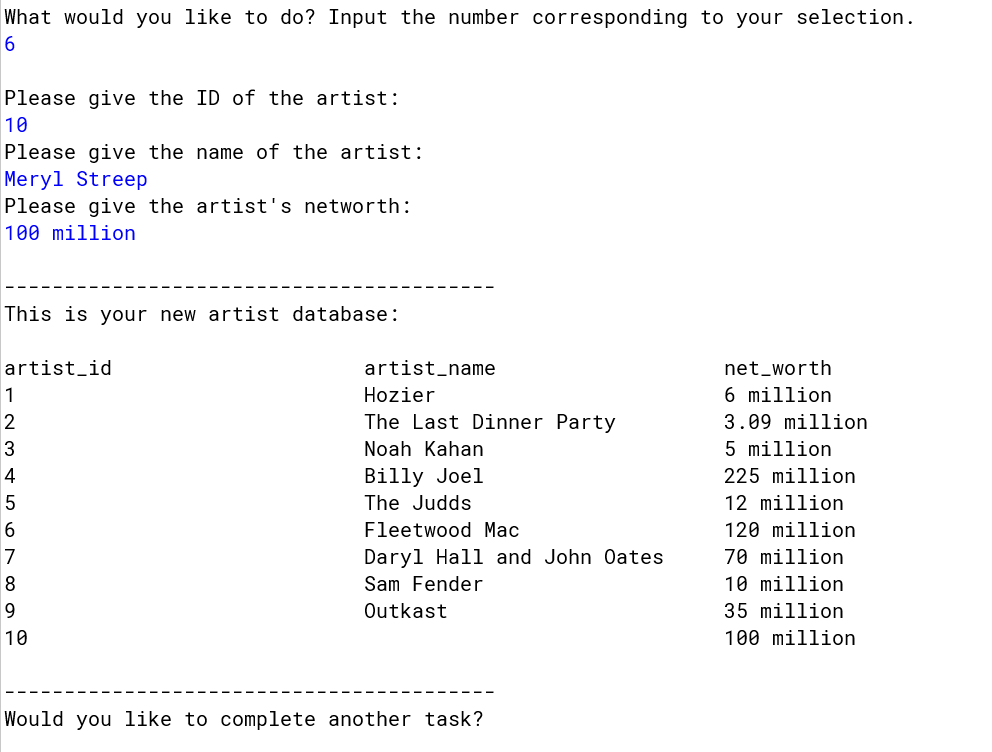 What would you like to do? Input the number corresponding to your selection.
6
Please give the ID of the artist:
10
Please give the name of the artist:
Meryl Streep
Please give the artist's networth:
100 million
-----------------------------------------
This is your new artist database:
artist_id artist_name net_worth
1 Hozier 6 million
2 The Last Dinner Party 3.09 million
3 Noah Kahan 5 million
4 Billy Joel 225 million
5 The Judds 12 million
6 Fleetwood Mac 120 million
7 Daryl Hall and John Oates 70 million
8 Sam Fender 10 million
9 Outkast 35 million
10 100 million
-----------------------------------------
Would you like to complete another task?